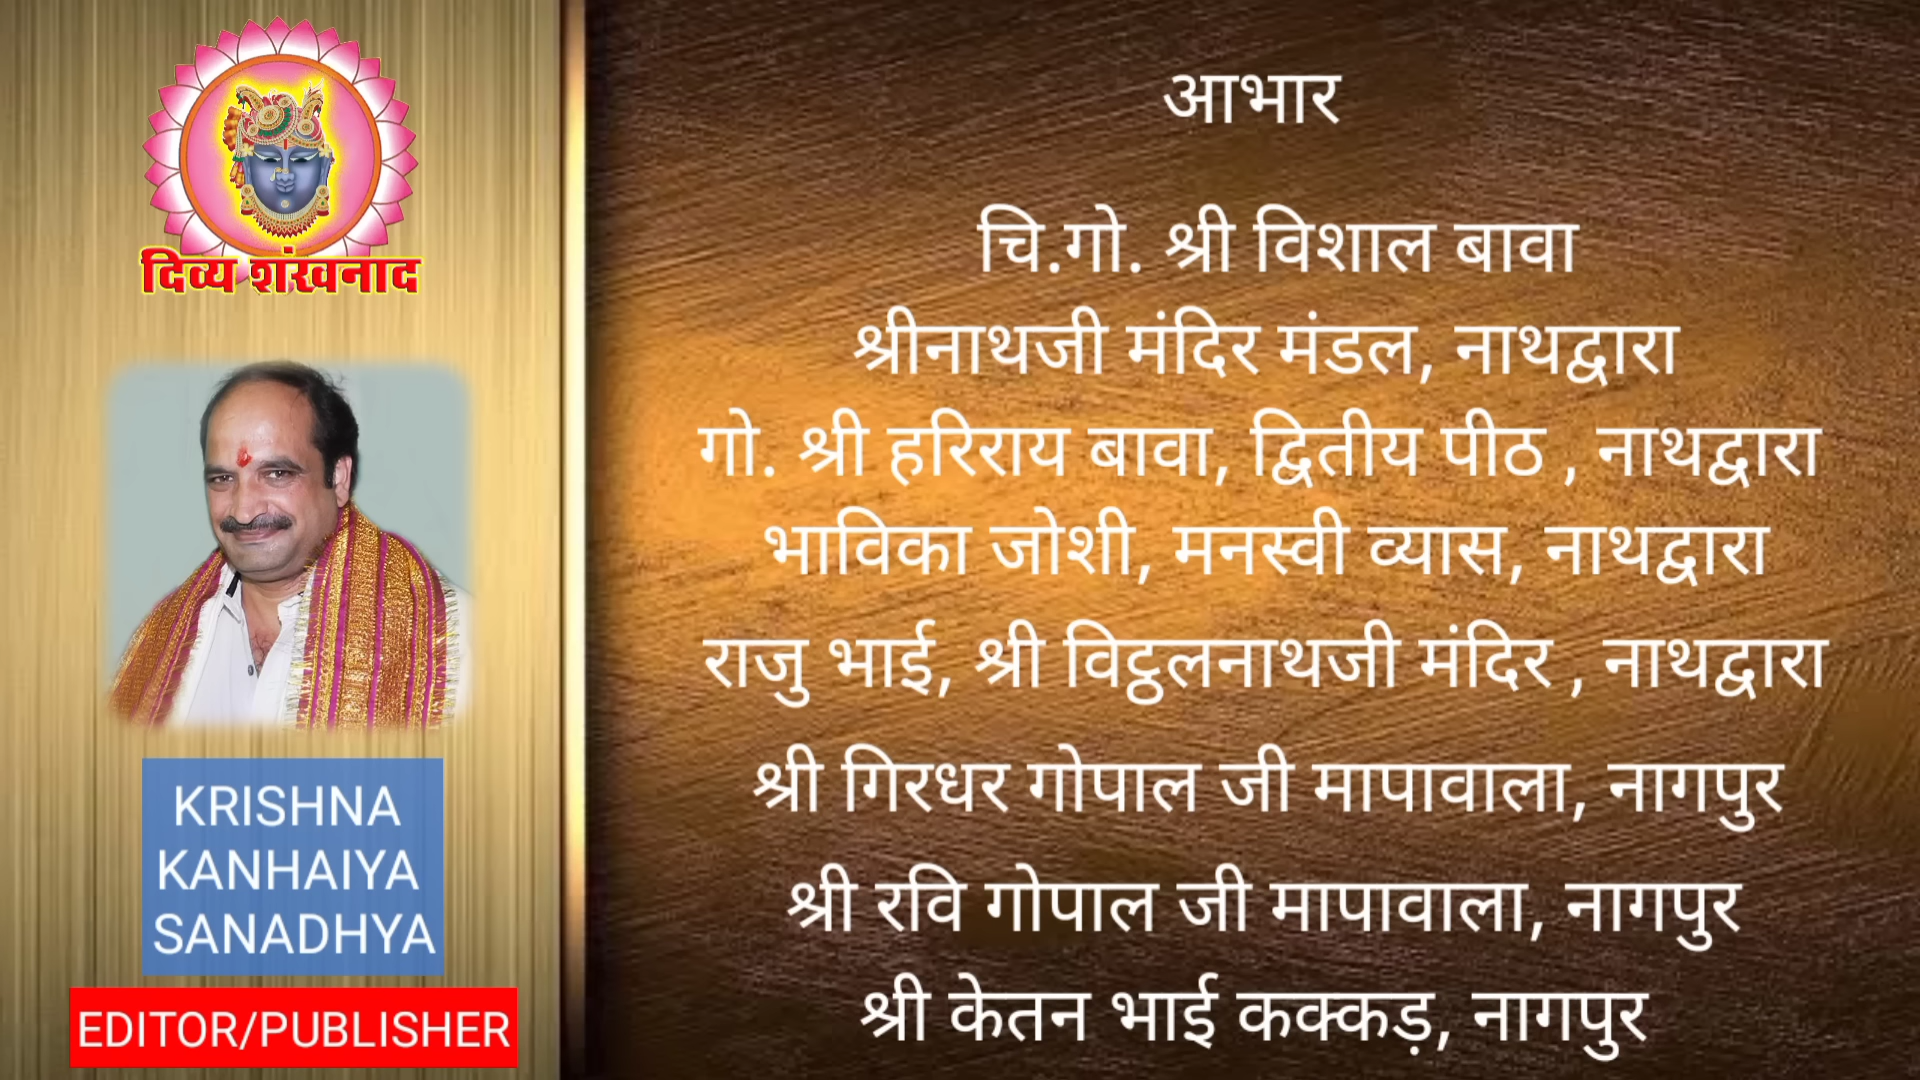 दिव्य शंखनाद
KRISHNA
KANHAIYA
SANADHYA
EDITOR/PUBLISHER
आभार
चि.गो. श्री विशाल बावा
श्रीनाथजी मंदिर मंडल, नाथद्वारा
गो. श्री हरिराय बावा, द्वितीय पीठ , नाथद्वारा
भाविका जोशी, मनस्वी व्यास, नाथद्वारा
राजु भाई, श्री विट्ठलनाथजी मंदिर , नाथद्वारा
श्री गिरधर गोपाल जी मापावाला, नागपुर
श्री रवि गोपाल जी मापावाला, नागपुर
श्री केतन भाई कक्कड़, नागपुर